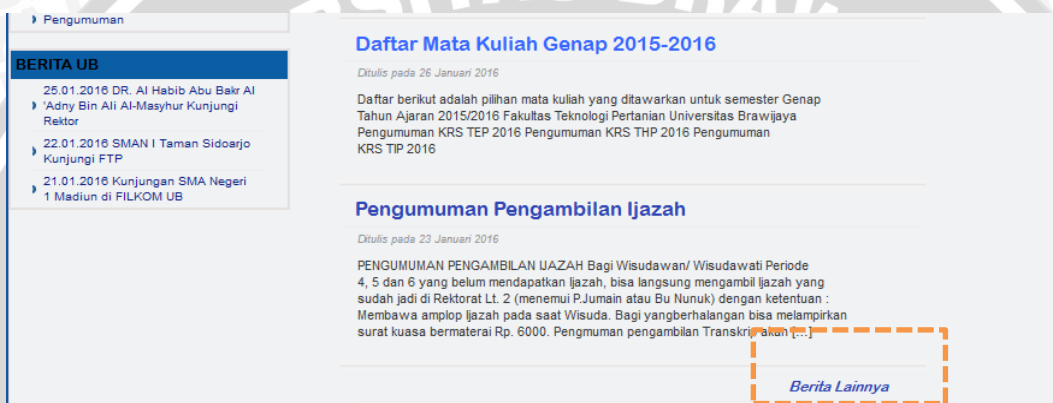 Pengumuman
BERITA UB
25.01.2016 DR. Al Habib Abu Bakr Al
'Adny Bin Ali Al-Masyhur Kunjungi
Rektor
22.01.2016 SMAN I Taman Sidoarjo
Kunjungi FTP
21.01.2016 Kunjungan SMA Negeri
1 Madiun di FILKOM UB
Daftar Mata Kuliah Genap 2015-2016
Ditulis pada 26 Januari 2016
Daftar berikut adalah pilihan mata kuliah yang ditawarkan untuk semester Genap
Tahun Ajaran 2015/2016 Fakultas Teknologi Pertanian Universitas Brawijaya
Pengumuman KRS TEP 2016 Pengumuman KRS THP 2016 Pengumuman
KRS TIP 2016
Pengumuman Pengambilan Ijazah
Ditulis pada 23 Januari 2016
PENGUMUMAN PENGAMBILAN IJAZAH Bagi Wisudawan/ Wisudawati Periode
4, 5 dan 6 yang belum mendapatkan Ijazah, bisa langsung mengambil Ijazah yang
sudah jadi di Rektorat Lt. 2 (menemui P.Jumain atau Bu Nunuk) dengan ketentuan :
Membawa amplop Ijazah pada saat Wisuda. Bagi yangberhalangan bisa melampirkan
surat kuasa bermaterai Rp. 6000. Pengmuman pengambilan Transkrip akan […]
Berita Lainnya